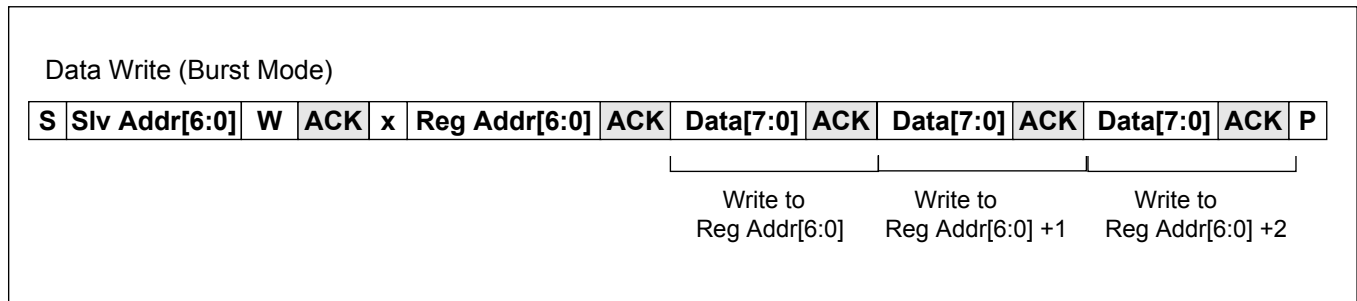 Data Write (Burst Mode)
S Slv Addr[6:0] W ACK x Reg Addr[6:0] ACK Data[7:0] ACK Data[7:0] ACK Data[7:0] ACK P
Write to Write to Write to
Reg Addr[6:0] Reg Addr[6:0] +1 Reg Addr[6:0] +2